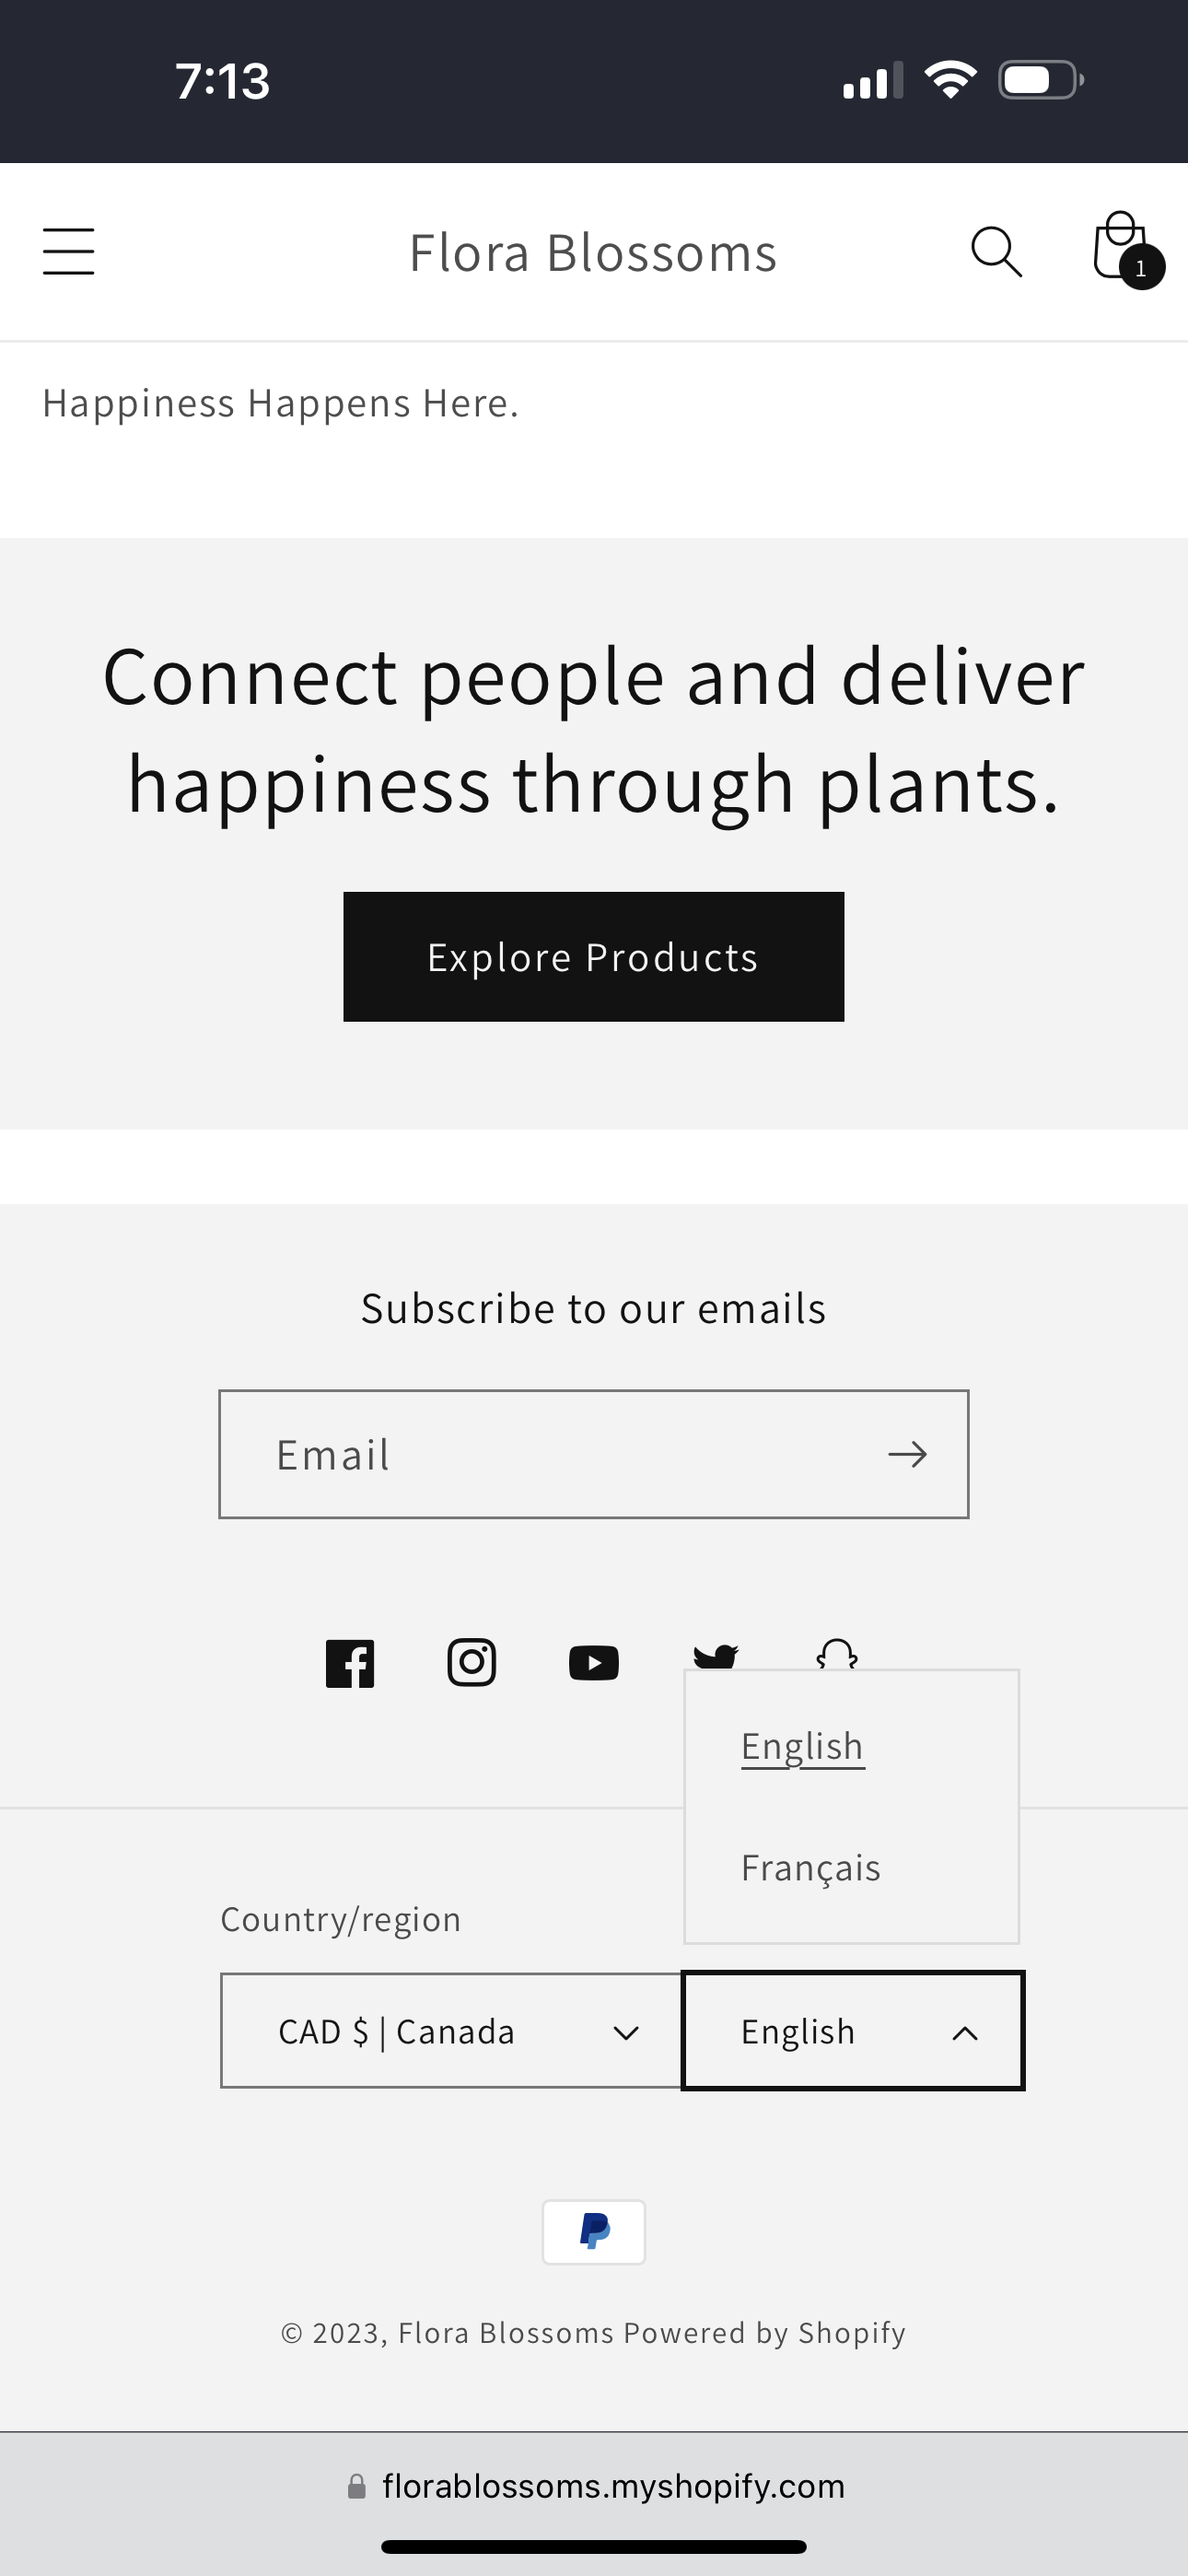 7:13
Flora Blossoms
1
Happiness Happens Here.
Connect people and deliver
happiness through plants.
Explore Products
Subscribe to our emails
Email
English
Français
Country/region
CAD $ | Canada
English
© 2023, Flora Blossoms Powered by Shopify
florablossoms.myshopify.com